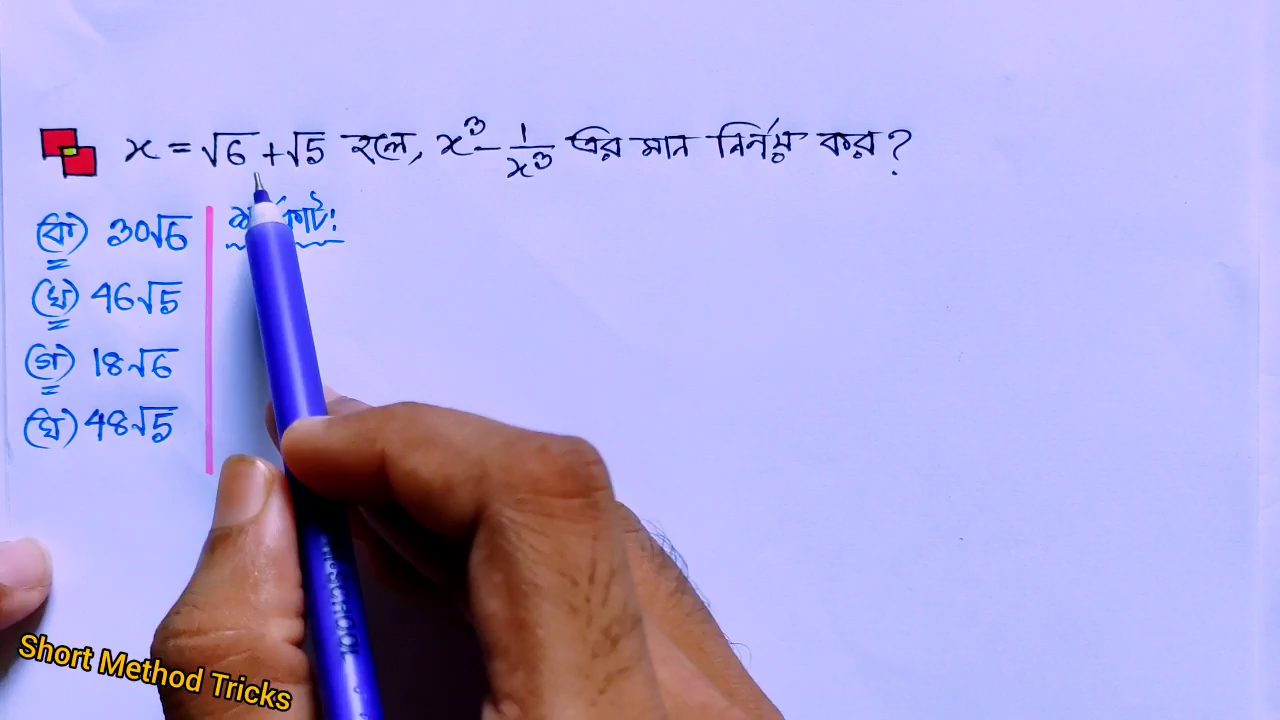 x = √6 + √5 হলে, x³ - 1/x³ এর মান নির্নয় কর?
(ক) 30√6
(খ) 46√5
(গ) 18√6
(ঘ) 48√5
Short Method Tricks